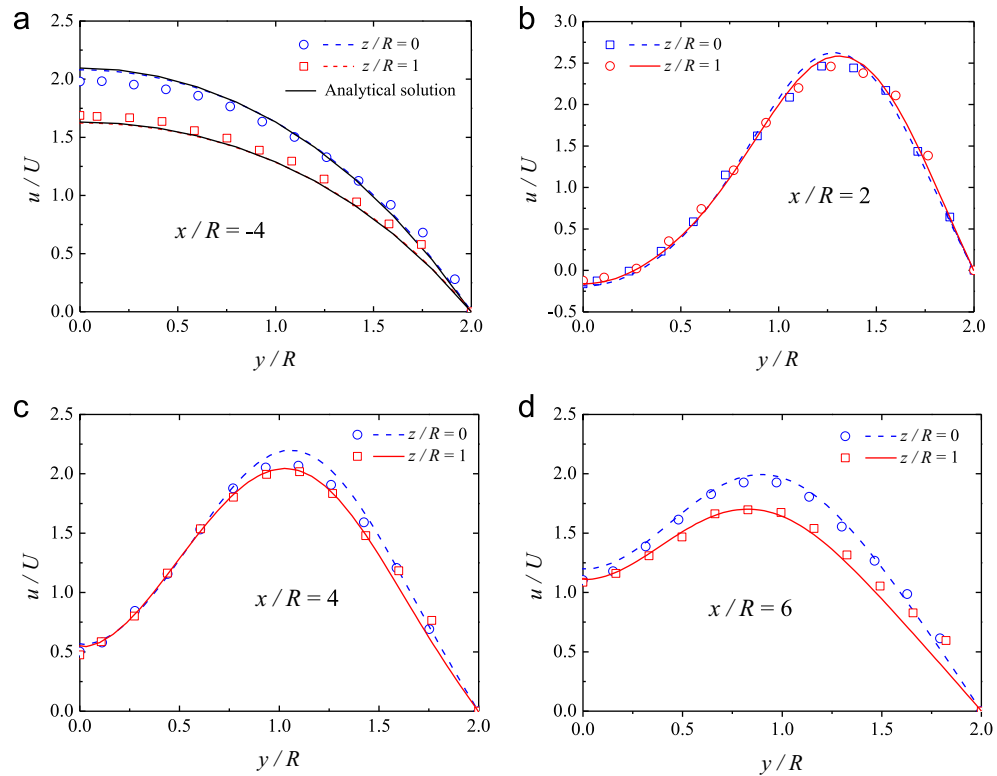 a
2.5
2.0
1.5
1.0
0.5
0.0
0.0 0.5 1.0 1.5 2.0
u / U
y / R
z / R = 0
z / R = 1
Analytical solution
x / R = -4
b
3.0
2.5
2.0
1.5
1.0
0.5
0.0
-0.5
0.0 0.5 1.0 1.5 2.0
u / U
y / R
z / R = 0
z / R = 1
x / R = 2
c
2.5
2.0
1.5
1.0
0.5
0.0
0.0 0.5 1.0 1.5 2.0
u / U
y / R
z / R = 0
z / R = 1
x / R = 4
d
2.5
2.0
1.5
1.0
0.5
0.0
0.0 0.5 1.0 1.5 2.0
u / U
y / R
z / R = 0
z / R = 1
x / R = 6